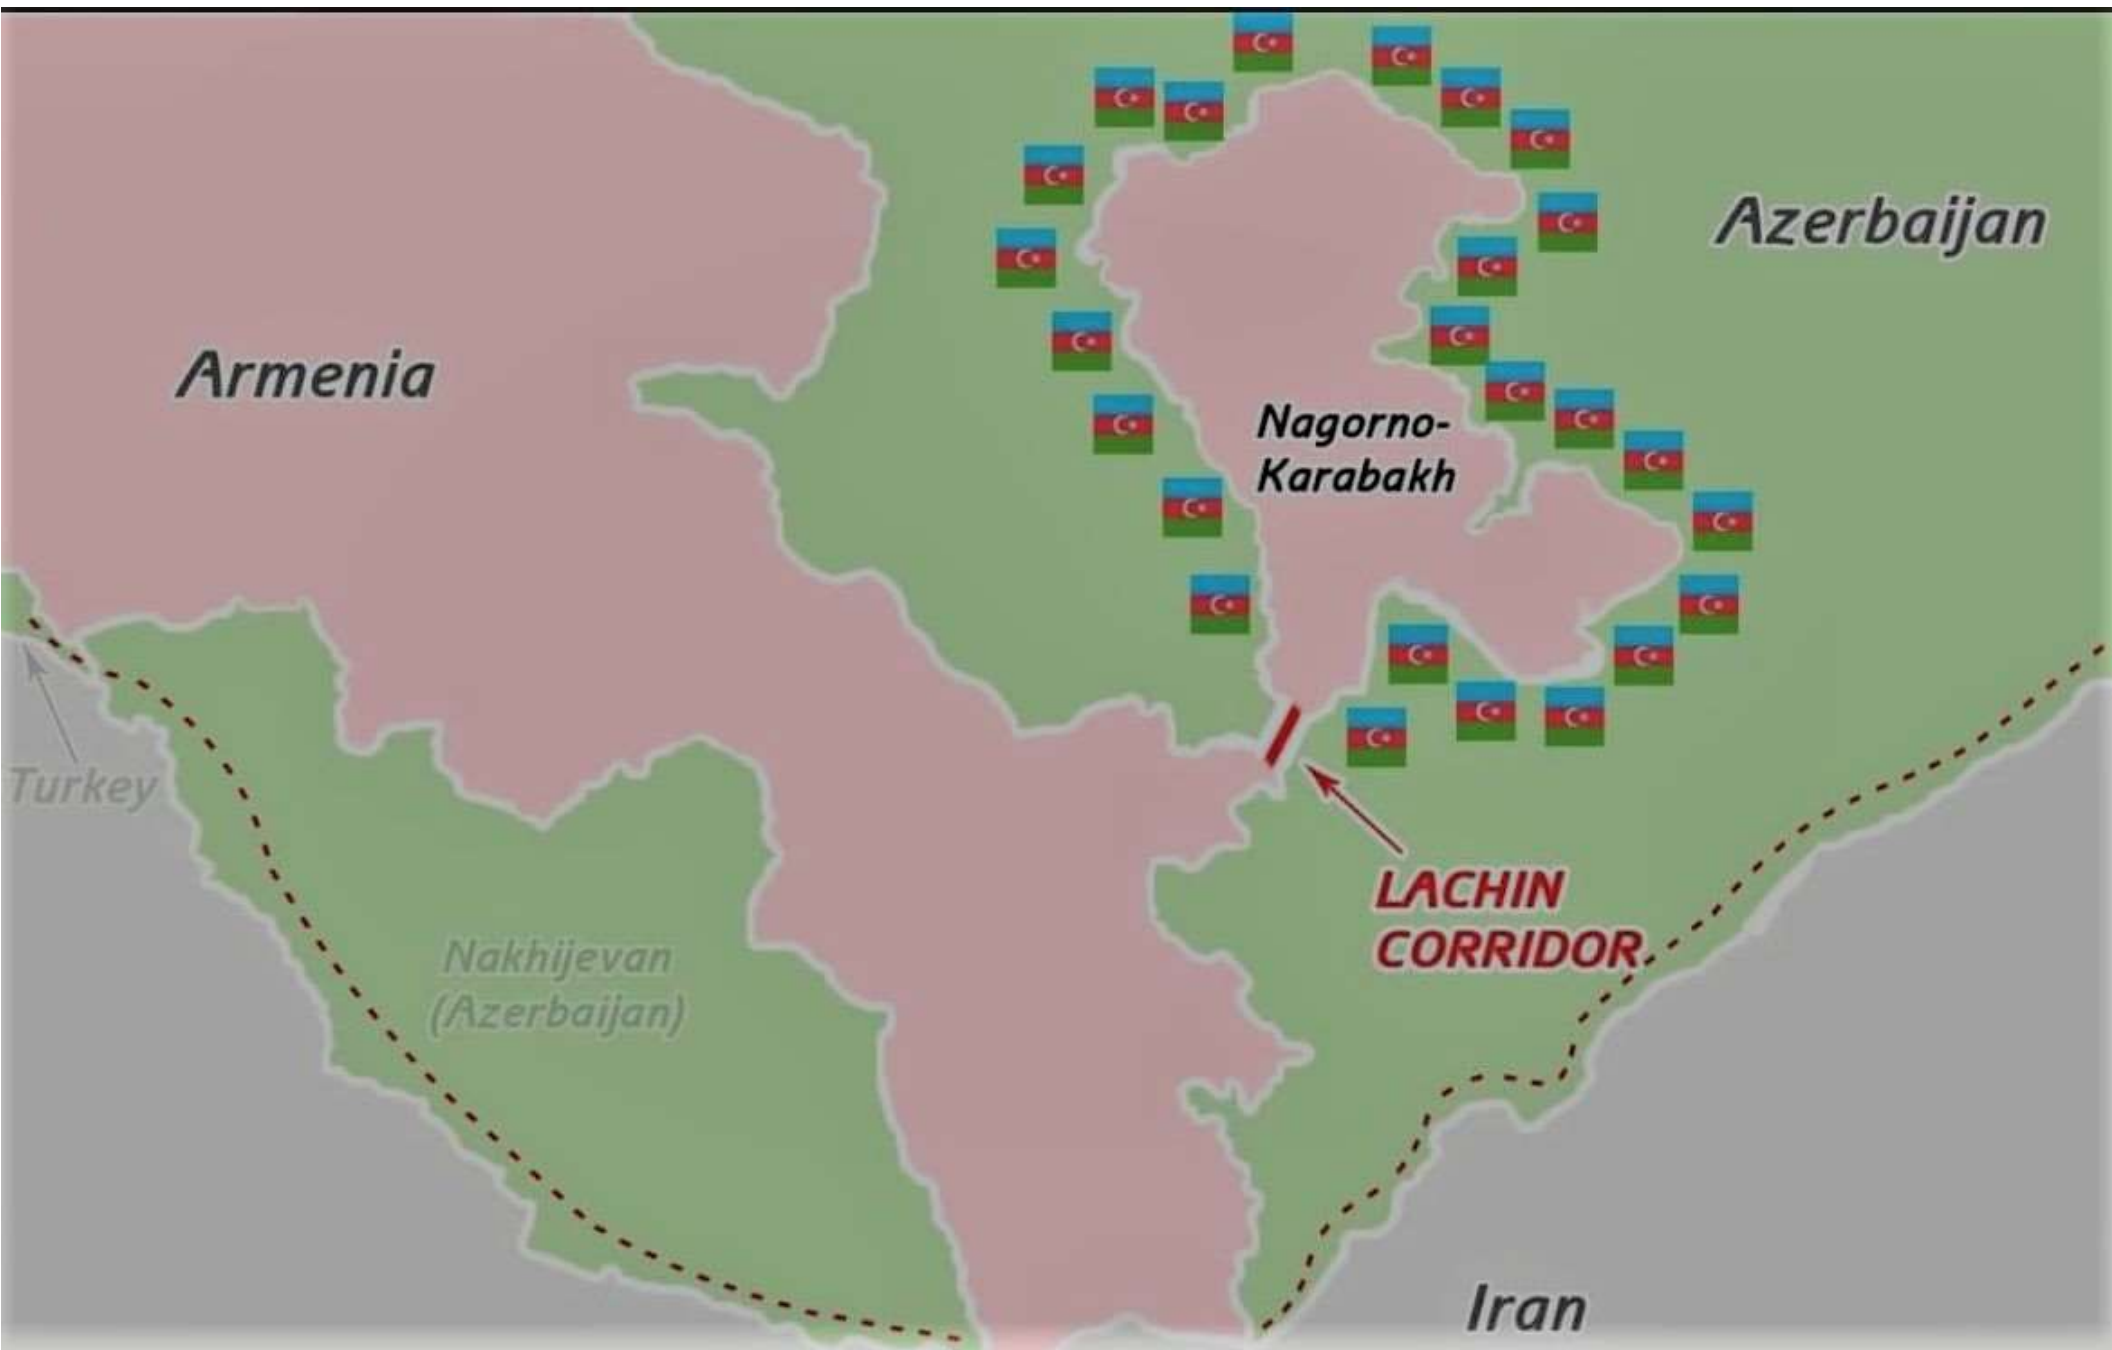 Azerbaijan
Armenia
Nagorno-
Karabakh
Turkey
LACHIN
CORRIDOR
Nakhijevan
(Azerbaijan)
Iran